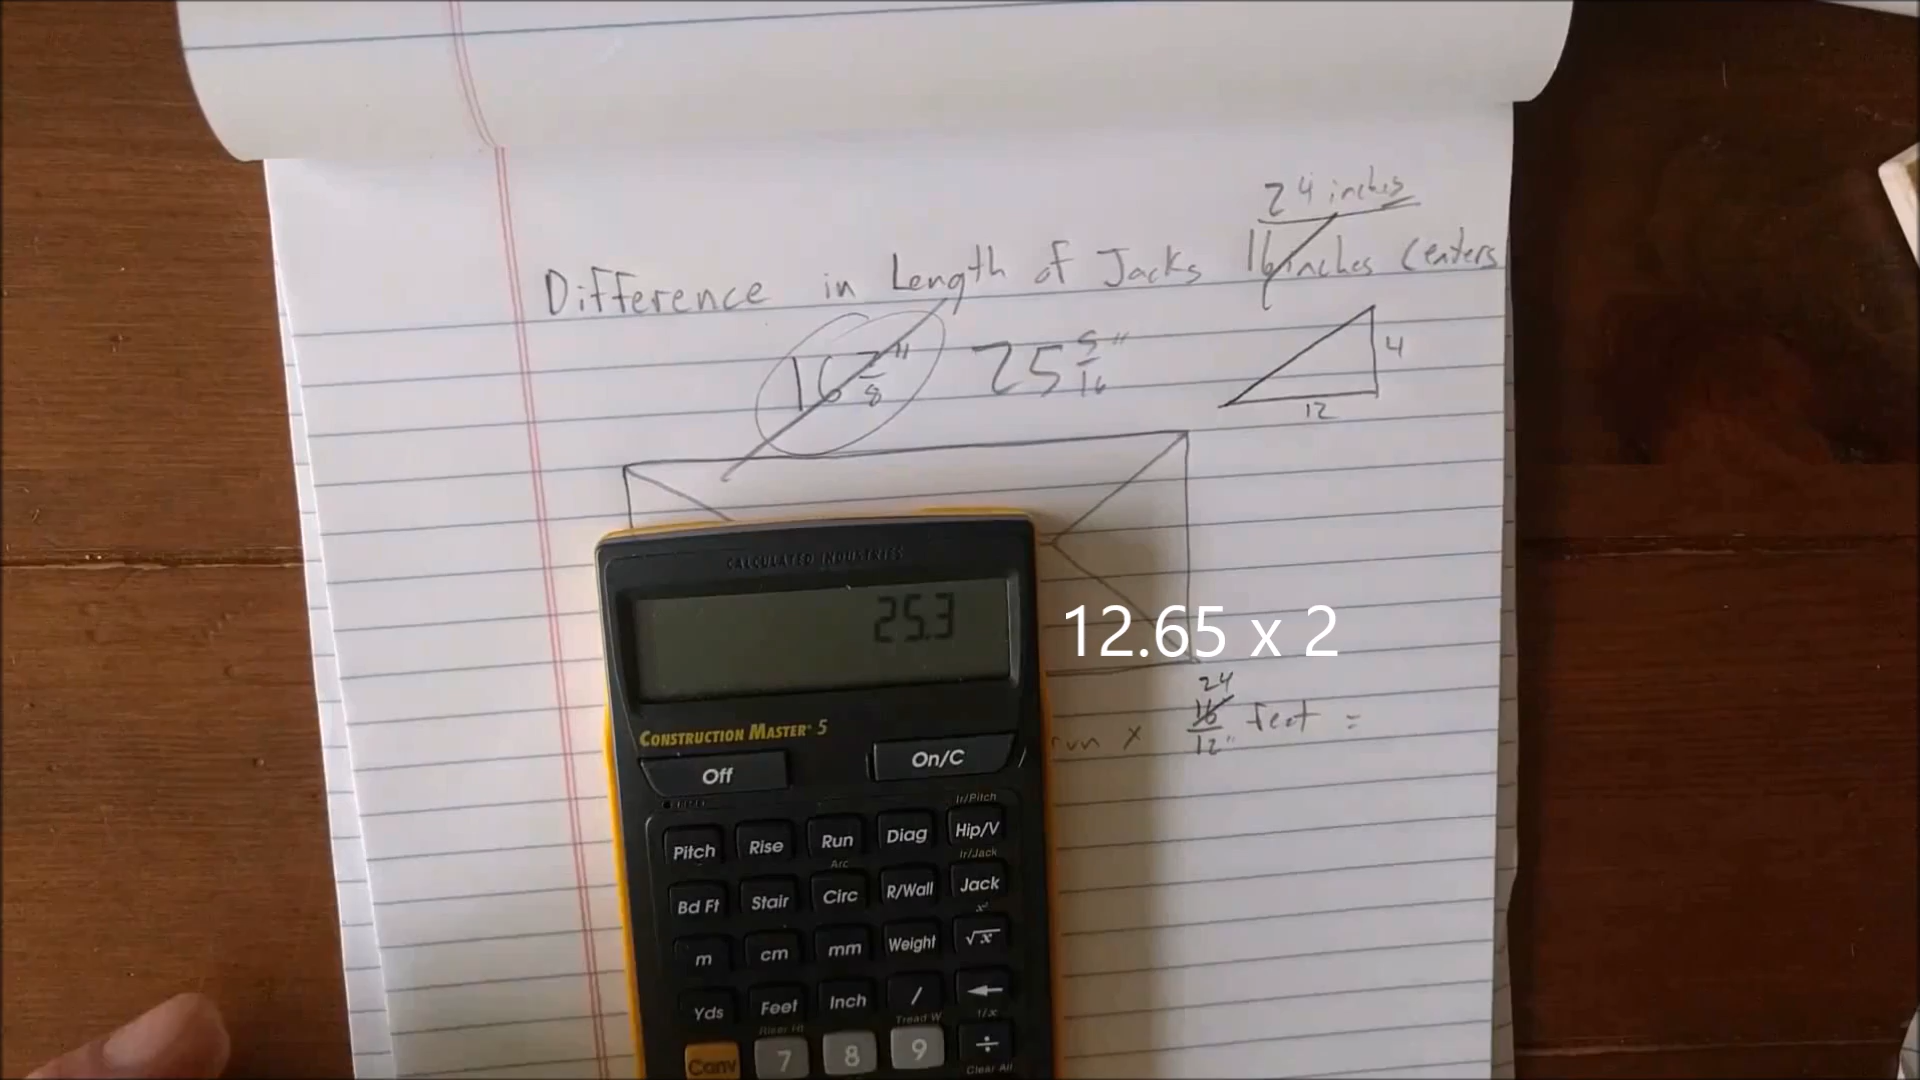 24 inches
Difference in Length of Jacks 16 inches Centers
16 7/8" 25 5/16"
4
12
CALCULATED INDUSTRIES
25.3
12.65 x 2
24
run x 16/12" feet =
CONSTRUCTION MASTER 5
Off On/C
Ir/Pitch
Pitch Rise Run Diag Hip/V
Arc Ir/Jack
Bd Ft Stair Circ R/Wall Jack
x²
m cm mm Weight √x
Yds Feet Inch /
Riser Ht Tread W 1/x
Conv 7 8 9 ÷
Clear All